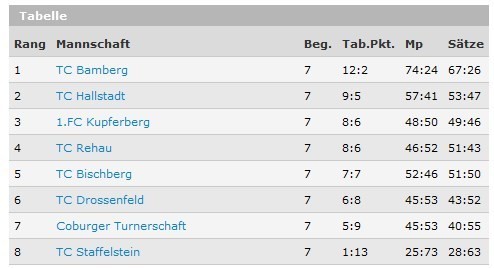 Tabelle
Rang Mannschaft Beg. Tab.Pkt. Mp Sätze
1 TC Bamberg 7 12:2 74:24 67:26
2 TC Hallstadt 7 9:5 57:41 53:47
3 1.FC Kupferberg 7 8:6 48:50 49:46
4 TC Rehau 7 8:6 46:52 51:43
5 TC Bischberg 7 7:7 52:46 51:50
6 TC Drossenfeld 7 6:8 45:53 43:52
7 Coburger Turnerschaft 7 5:9 45:53 40:55
8 TC Staffelstein 7 1:13 25:73 28:63